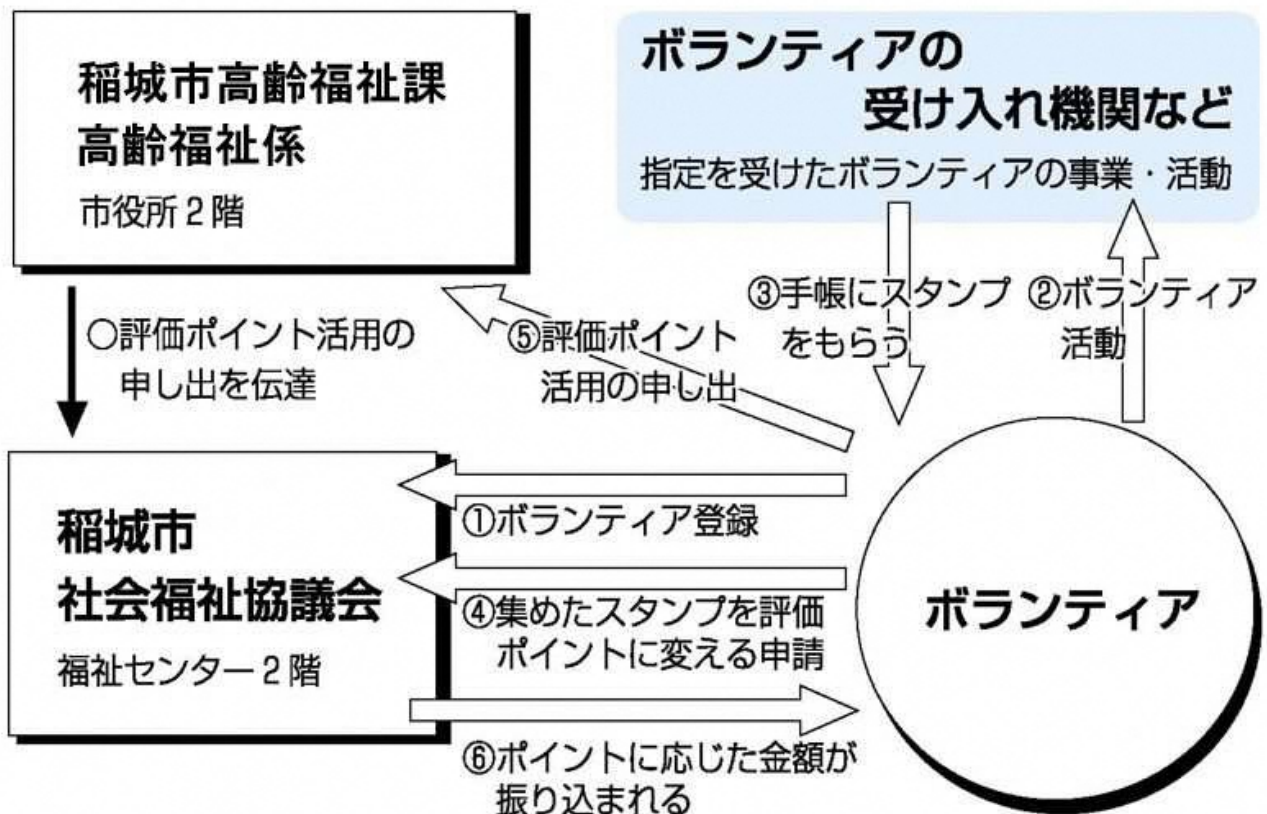 稲城市高齢福祉課
高齢福祉係
市役所2階
ボランティアの
受け入れ機関など
指定を受けたボランティアの事業・活動
③手帳にスタンプ
をもらう
②ボランティア
活動
○評価ポイント活用の
申し出を伝達
⑤評価ポイント
活用の申し出
①ボランティア登録
稲城市
社会福祉協議会
福祉センター2階
④集めたスタンプを評価
ポイントに変える申請
ボランティア
⑥ポイントに応じた金額が
振り込まれる